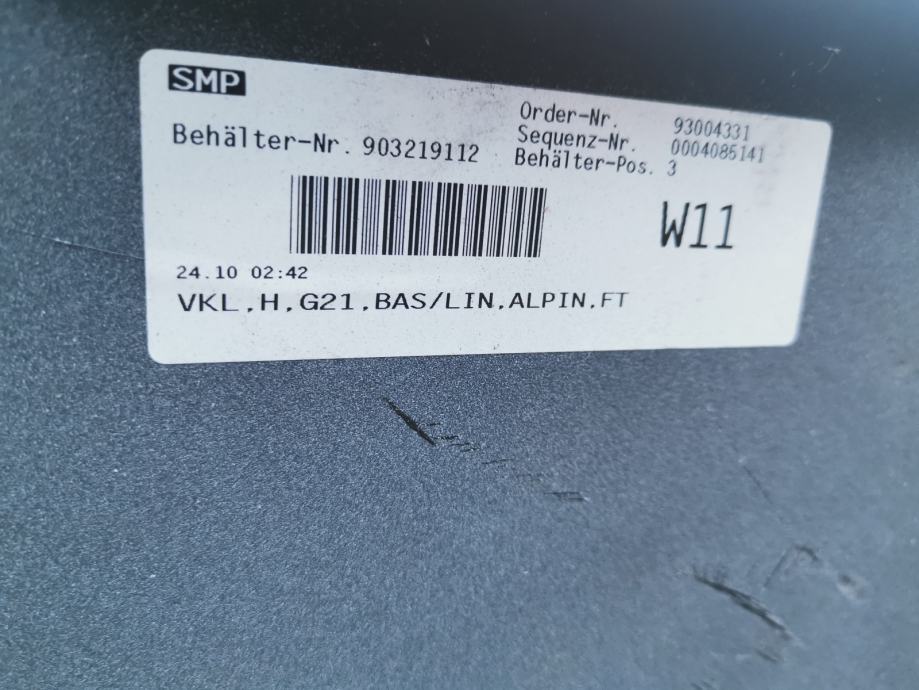 SMP
Order-Nr. 93004331
Sequenz-Nr. 0004085141
Behälter-Nr. 903219112
Behälter-Pos. 3
W11
24.10 02:42
VKL,H,G21,BAS/LIN,ALPIN,FT